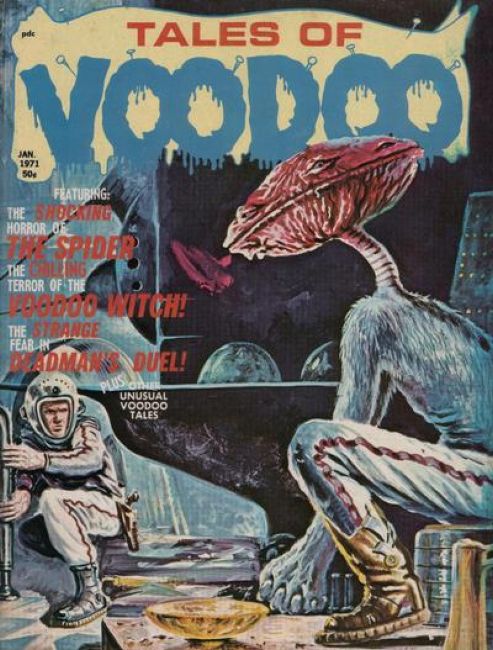 pdc
TALES OF
VOODOO
JAN.
1971
50¢
FEATURING:
THE SHOCKING
HORROR OF
THE SPIDER
THE CHILLING
TERROR OF THE
VOODOO WITCH!
THE STRANGE
FEAR IN
DEADMAN'S DUEL!
PLUS OTHER
UNUSUAL
VOODOO
TALES